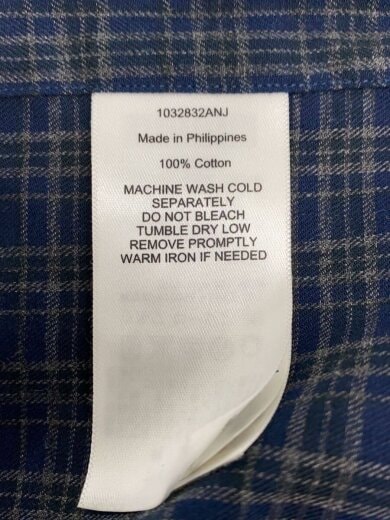 1032832ANJ
Made in Philippines
100% Cotton
MACHINE WASH COLD
SEPARATELY
DO NOT BLEACH
TUMBLE DRY LOW
REMOVE PROMPTLY
WARM IRON IF NEEDED